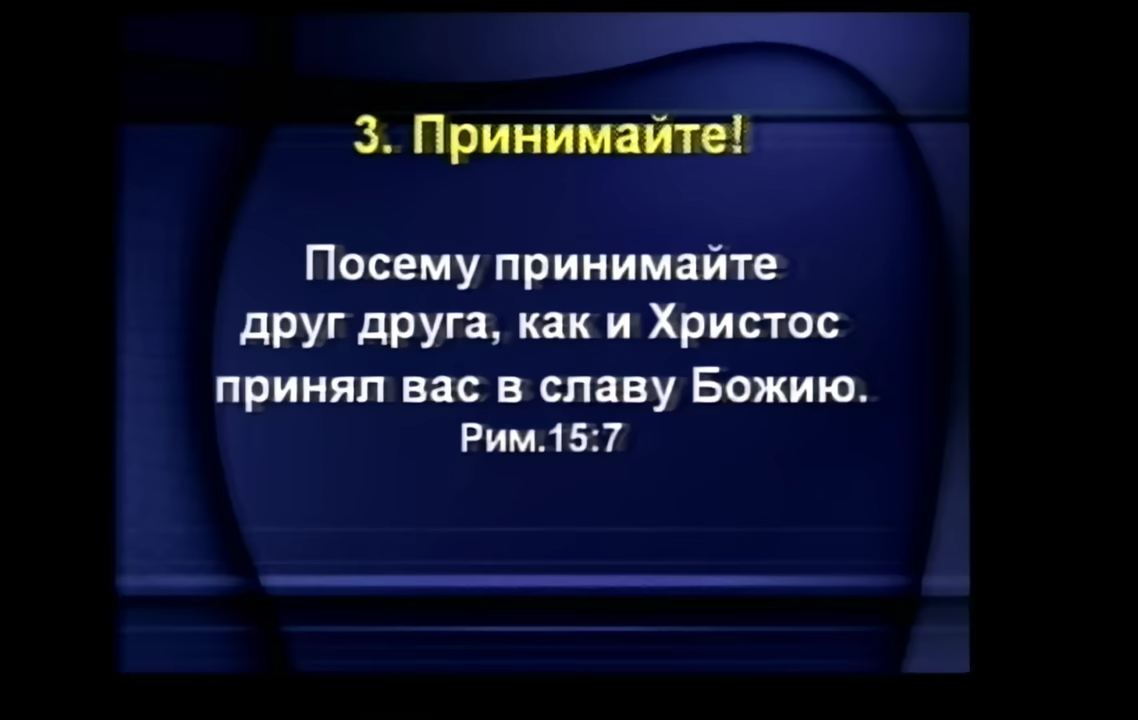 3. Принимайте!
Посему принимайте
друг друга, как и Христос
принял вас в славу Божию.
Рим.15:7